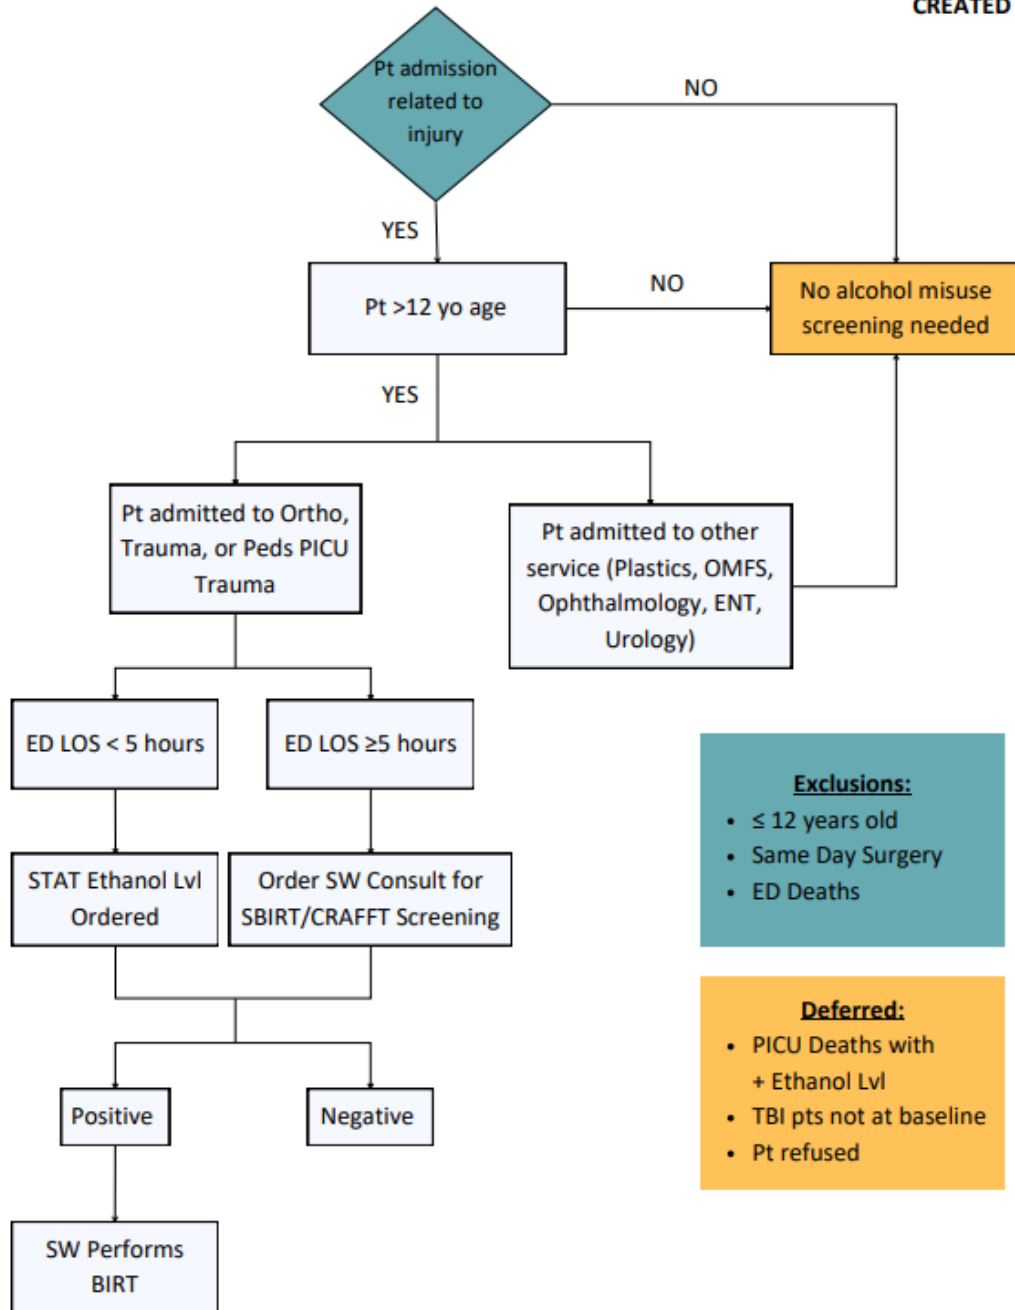 CREATED
Pt admission
related to
injury
NO
YES
Pt >12 yo age
NO
No alcohol misuse
screening needed
YES
Pt admitted to Ortho,
Trauma, or Peds PICU
Trauma
Pt admitted to other
service (Plastics, OMFS,
Ophthalmology, ENT,
Urology)
ED LOS < 5 hours
ED LOS ≥5 hours
STAT Ethanol Lvl
Ordered
Order SW Consult for
SBIRT/CRAFFT Screening
Positive
Negative
SW Performs
BIRT
Exclusions:
• ≤ 12 years old
• Same Day Surgery
• ED Deaths
Deferred:
• PICU Deaths with
+ Ethanol Lvl
• TBI pts not at baseline
• Pt refused